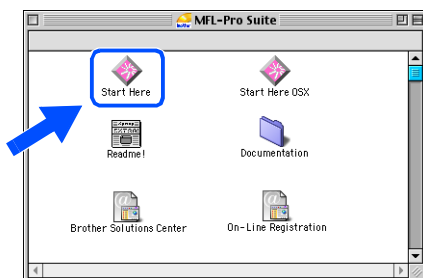 MFL-Pro Suite
Start Here
Start Here OSX
Readme!
Documentation
Brother Solutions Center
On-Line Registration